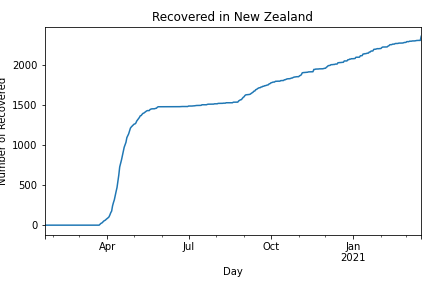 Recovered in New Zealand
Number of Recovered
2000
1500
1000
500
0
Apr
Jul
Oct
Jan
2021
Day